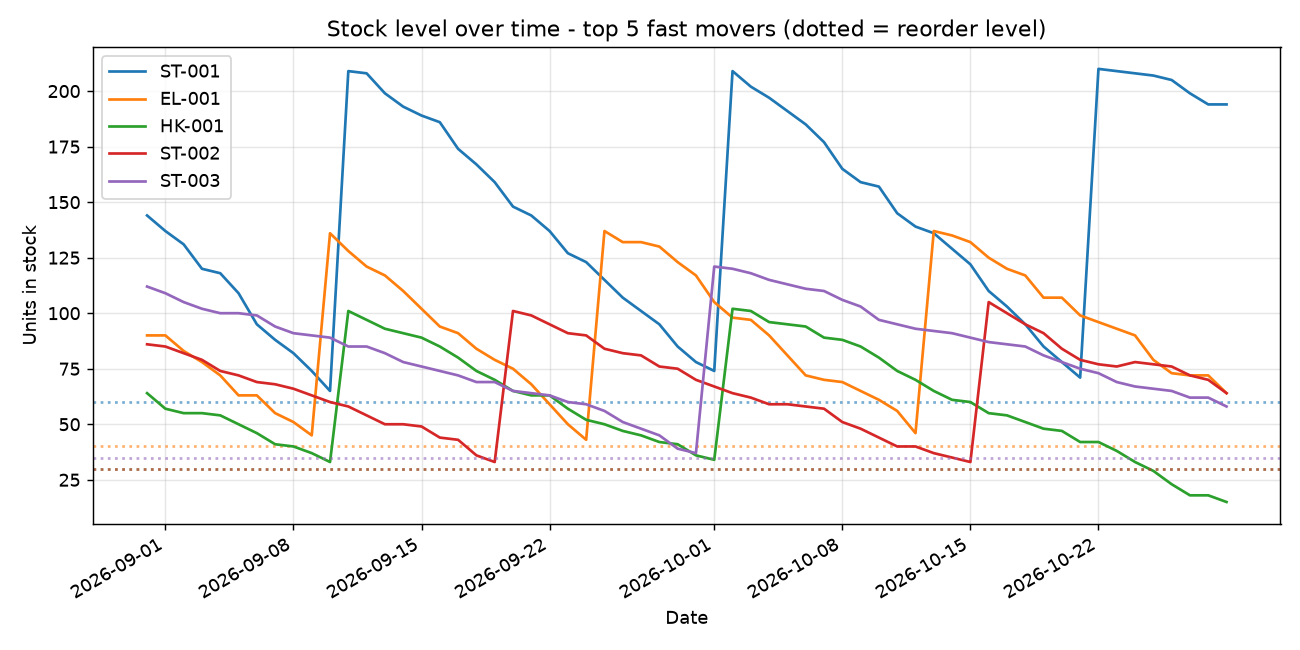 Stock level over time - top 5 fast movers (dotted = reorder level)
ST-001
EL-001
HK-001
ST-002
ST-003
Units in stock
200
175
150
125
100
75
50
25
2026-09-01
2026-09-08
2026-09-15
2026-09-22
2026-10-01
2026-10-08
2026-10-15
2026-10-22
Date